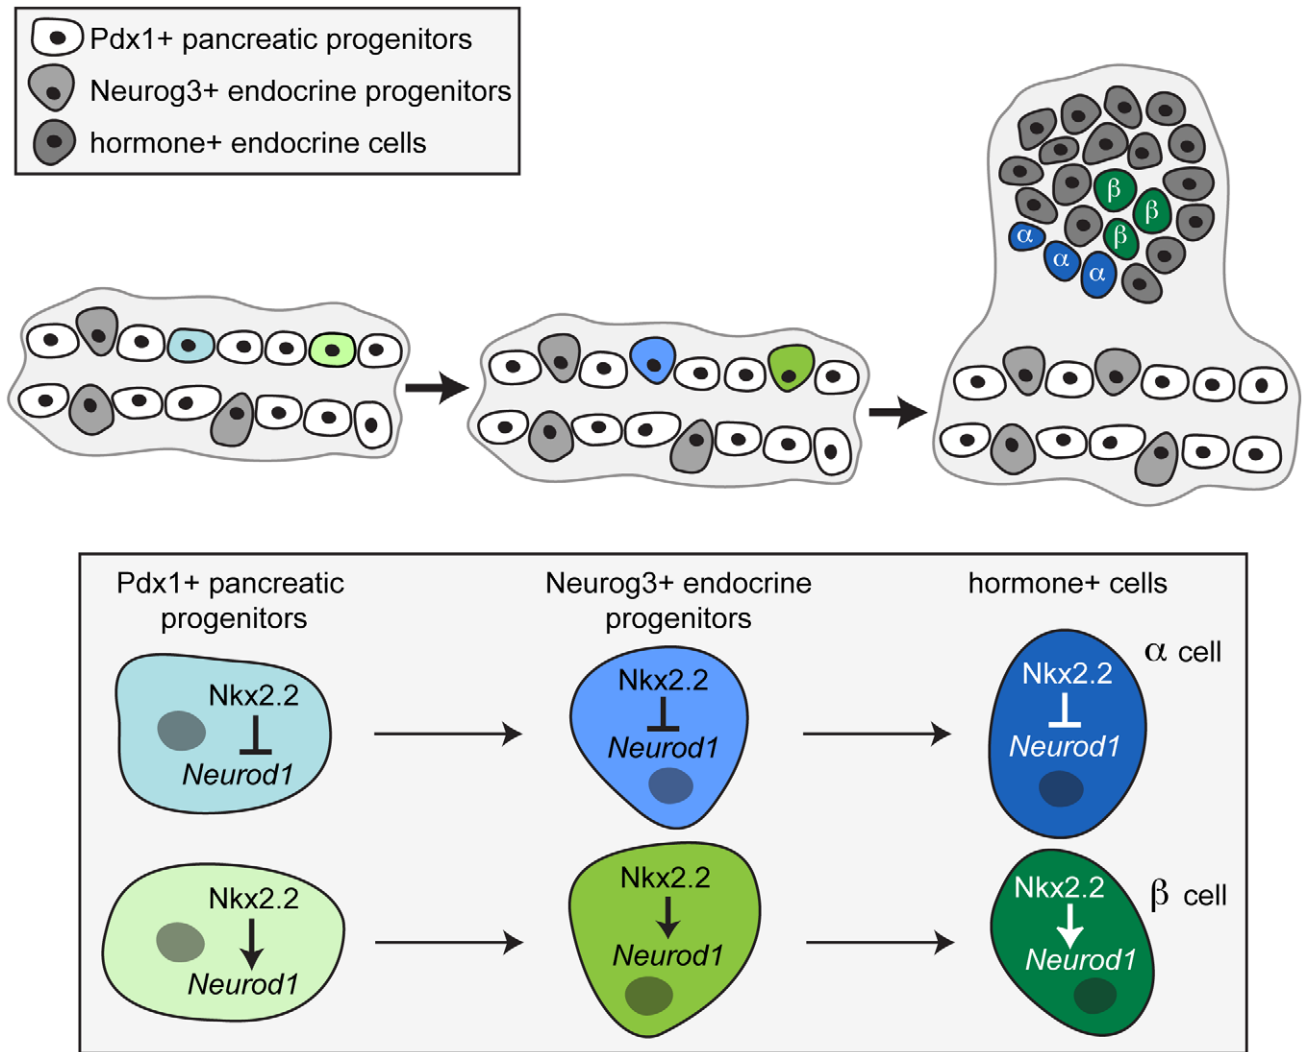 Pdx1+ pancreatic progenitors
Neurog3+ endocrine progenitors
hormone+ endocrine cells
β
β
β
α
α
α
Pdx1+ pancreatic
progenitors
Neurog3+ endocrine
progenitors
hormone+ cells
Nkx2.2
Neurod1
Nkx2.2
Neurod1
Nkx2.2
Neurod1
α cell
Nkx2.2
Neurod1
Nkx2.2
Neurod1
Nkx2.2
Neurod1
β cell